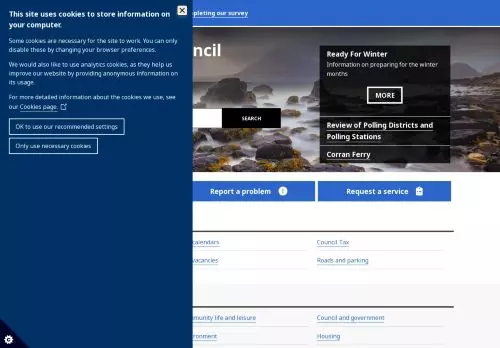 This site uses cookies to store information on
your computer.
Some cookies are necessary for the site to work. You can only
disable these by changing your browser preferences.
We would also like to use analytics cookies, as they help us
improve our website by providing anonymous information on
its usage.
For more detailed information about the cookies we use, see
our Cookies page.
OK to use our recommended settings
Only use necessary cookies
pleting our survey
ncil
SEARCH
Ready For Winter
Information on preparing for the winter
months
MORE
Review of Polling Districts and
Polling Stations
Corran Ferry
Report a problem
Request a service
calendars
Council Tax
vacancies
Roads and parking
munity life and leisure
Council and government
ronment
Housing